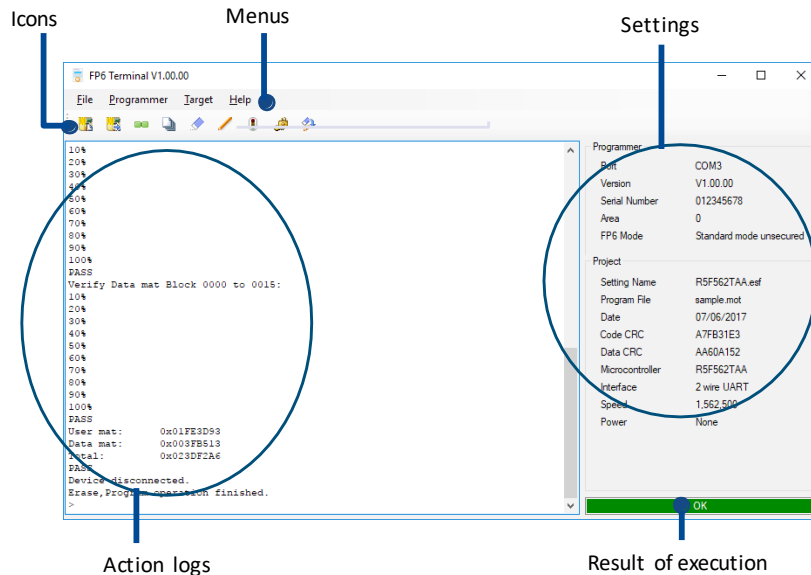 Icons
Menus
Settings
FP6 Terminal V1.00.00
File Programmer Target Help
10%
20%
30%
40%
50%
60%
70%
80%
90%
100%
PASS
Verify Data mat Block 0000 to 0015:
10%
20%
30%
40%
50%
60%
70%
80%
90%
100%
PASS
User mat: 0x01FE3D93
Data mat: 0x003FB513
Total: 0x023DF2A6
PASS
Device disconnected.
Erase,Program operation finished.
>
Programmer
Port COM3
Version V1.00.00
Serial Number 012345678
Area 0
FP6 Mode Standard mode unsecured
Project
Setting Name R5F562TAA.esf
Program File sample.mot
Date 07/06/2017
Code CRC A7FB31E3
Data CRC AA60A152
Microcontroller R5F562TAA
Interface 2 wire UART
Speed 1,562,500
Power None
OK
Action logs
Result of execution